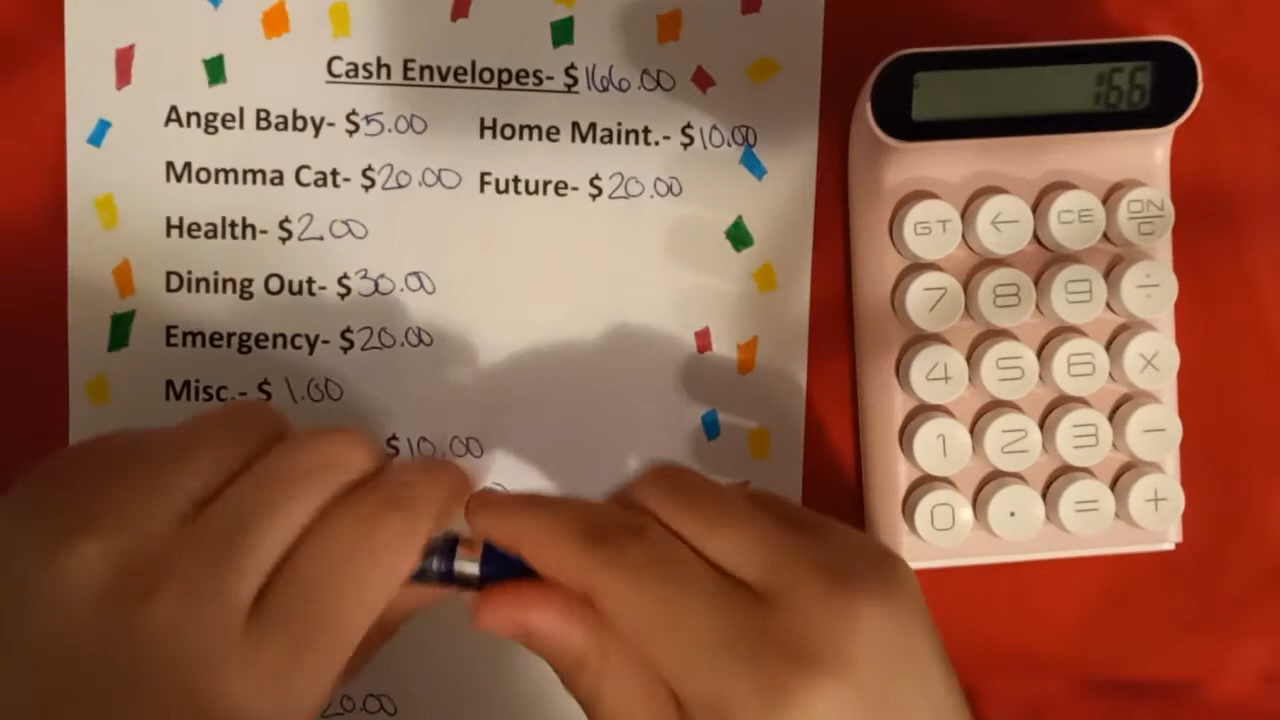 Cash Envelopes- $166.00
Angel Baby- $5.00
Home Maint.- $10.00
Momma Cat- $20.00
Future- $20.00
Health- $2.00
Dining Out- $30.00
Emergency- $20.00
Misc.- $1.00
$10.00
20.00
166
GT ← CE ON/C
7 8 9 ÷
4 5 6 X
1 2 3 −
0 . = +